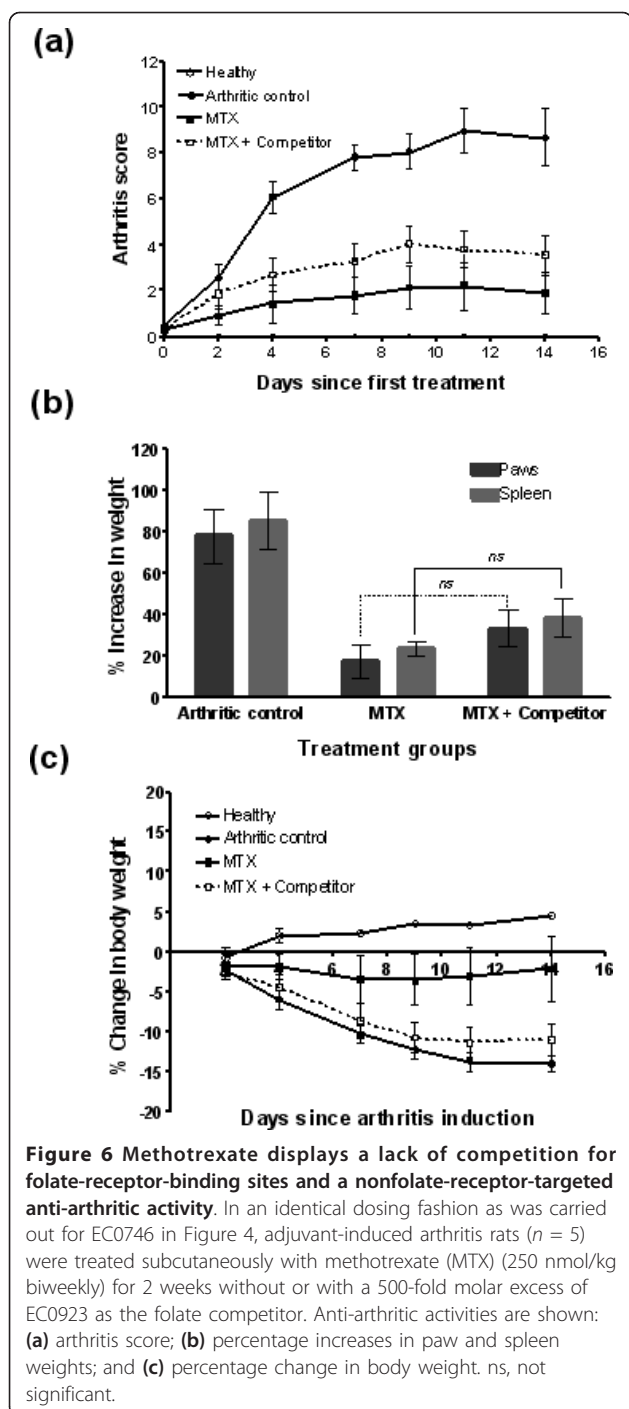 (a)
Healthy
Arthritic control
MTX
MTX + Competitor
12
10
8
6
4
2
0
Arthritis score
0 2 4 6 8 10 12 14 16
Days since first treatment
(b)
120
100
80
60
40
20
0
% Increase in weight
Paws
Spleen
ns
ns
Arthritic control MTX MTX + Competitor
Treatment groups
(c)
20
15
10
5
0
-5
-10
-15
-20
% Change in body weight
Healthy
Arthritic control
MTX
MTX + Competitor
6 8 10 12 14 16
Days since arthritis induction
Figure 6 Methotrexate displays a lack of competition for
folate-receptor-binding sites and a nonfolate-receptor-targeted
anti-arthritic activity. In an identical dosing fashion as was carried
out for EC0746 in Figure 4, adjuvant-induced arthritis rats (n = 5)
were treated subcutaneously with methotrexate (MTX) (250 nmol/kg
biweekly) for 2 weeks without or with a 500-fold molar excess of
EC0923 as the folate competitor. Anti-arthritic activities are shown:
(a) arthritis score; (b) percentage increases in paw and spleen
weights; and (c) percentage change in body weight. ns, not
significant.